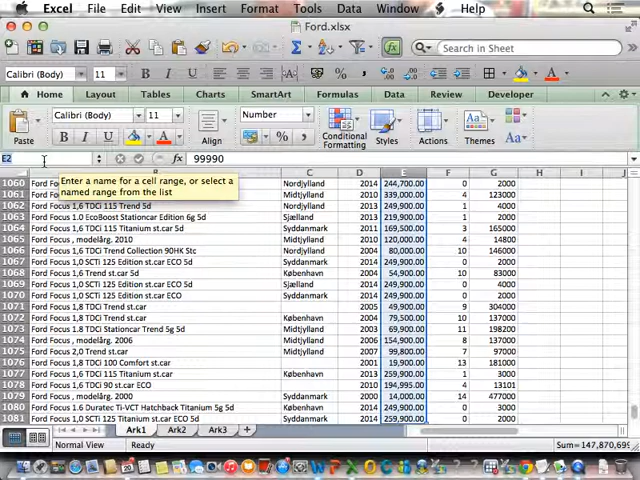 Excel File Edit View Insert Format Tools Data Window Help
Ford.xlsx
Search in Sheet
Calibri (Body) 11 B I U
Home Layout Tables Charts SmartArt Formulas Data Review Developer
Calibri (Body) 11 Number
Paste B I U A Align % Conditional Formatting Actions Themes Aa
E2 fx 99990
Enter a name for a cell range, or select a
named range from the list
B C D E F G H I J K
1060 Ford Fo Nordjylland 2014 244,700.00 0 2000
1061 Ford Fo Midtjylland 2010 339,000.00 4 123000
1062 Ford Focus 1,6 TDCi 115 Trend 5d Nordjylland 2013 249,900.00 1 4000
1063 Ford Focus 1.0 EcoBoost Stationcar Edition 6g 5d Sjælland 2013 219,900.00 1 2000
1064 Ford Focus 1,6 TDCi 115 Titanium st.car 6g 5d Syddanmark 2011 169,500.00 3 165000
1065 Ford Focus , modelårg. 2010 Midtjylland 2010 120,000.00 4 14800
1066 Ford Focus 1,6 TDCi Trend Collection 90HK Stc Nordjylland 2004 80,000.00 10 146000
1067 Ford Focus 1,0 SCTi 125 Edition st.car ECO 5d Syddanmark 2014 249,900.00 0 2000
1068 Ford Focus 1,6 Trend st.car 5d København 2004 54,900.00 10 83000
1069 Ford Focus 1,0 SCTi 125 Edition st.car ECO Sjælland 2014 249,900.00 0 4000
1070 Ford Focus 1,0 SCTi 125 Edition st.car ECO Syddanmark 2014 249,900.00 0 2000
1071 Ford Focus 1,8 TDCi Trend st.car 2005 45,900.00 9 304000
1072 Ford Focus 1,6 TDCi Trend st.car København 2004 79,500.00 10 137000
1073 Ford Focus 1.8 TDCi Stationcar Trend 5g 5d Midtjylland 2003 69,900.00 11 198200
1074 Ford Focus , modelårg. 2006 Midtjylland 2006 154,900.00 8 137000
1075 Ford Focus 2,0 Trend st.car Midtjylland 2007 99,800.00 7 97000
1076 Ford Focus 1,8 TDCi 100 Comfort st.car 2001 19,900.00 13 381000
1077 Ford Focus 1,6 TDCi 115 Titanium st.car ECO Midtjylland 2013 259,900.00 1 3000
1078 Ford Focus 1,6 TDCi 90 st.car ECO 2010 194,995.00 4 13101
1079 Ford Focus , modelårg. 2000 Syddanmark 2000 14,000.00 14 477000
1080 Ford Focus 1.6 Duratec Ti-VCT Hatchback Titanium 5g 5d København 2014 249,900.00 0 3000
1081 Ford Focus 1,0 SCTi 125 Titanium st.car ECO 5d Syddanmark 2014 259,900.00 0 2000
Ark1 Ark2 Ark3 +
Normal View Ready